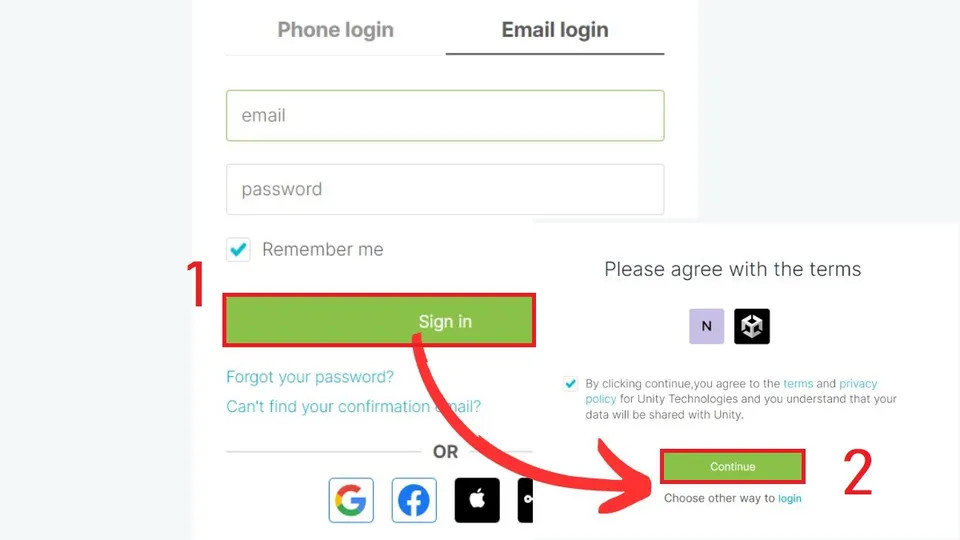 Phone login
Email login
email
password
Remember me
1
Sign in
Forgot your password?
Can't find your confirmation email?
OR
Please agree with the terms
N
By clicking continue,you agree to the terms and privacy
policy for Unity Technologies and you understand that your
data will be shared with Unity.
Continue
2
Choose other way to login